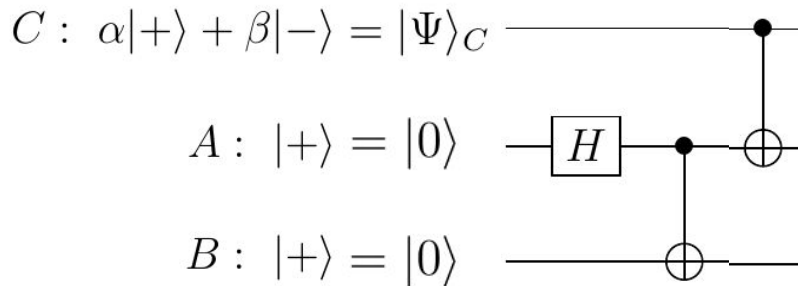 C : α|+⟩ + β|−⟩ = |Ψ⟩_C
A : |+⟩ = |0⟩ H
B : |+⟩ = |0⟩